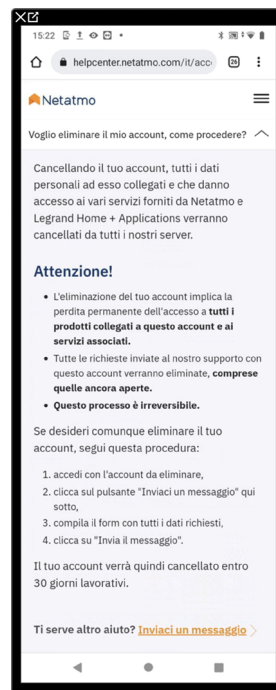 15:22
helpcenter.netatmo.com/it/acc
26
Netatmo
Voglio eliminare il mio account, come procedere?
Cancellando il tuo account, tutti i dati
personali ad esso collegati e che danno
accesso ai vari servizi forniti da Netatmo e
Legrand Home + Applications verranno
cancellati da tutti i nostri server.
Attenzione!
• L'eliminazione del tuo account implica la
perdita permanente dell'accesso a tutti i
prodotti collegati a questo account e ai
servizi associati.
• Tutte le richieste inviate al nostro supporto con
questo account verranno eliminate, comprese
quelle ancora aperte.
• Questo processo è irreversibile.
Se desideri comunque eliminare il tuo
account, segui questa procedura:
1. accedi con l'account da eliminare,
2. clicca sul pulsante "Inviaci un messaggio" qui
sotto,
3. compila il form con tutti i dati richiesti,
4. clicca su "Invia il messaggio".
Il tuo account verrà quindi cancellato entro
30 giorni lavorativi.
Ti serve altro aiuto? Inviaci un messaggio